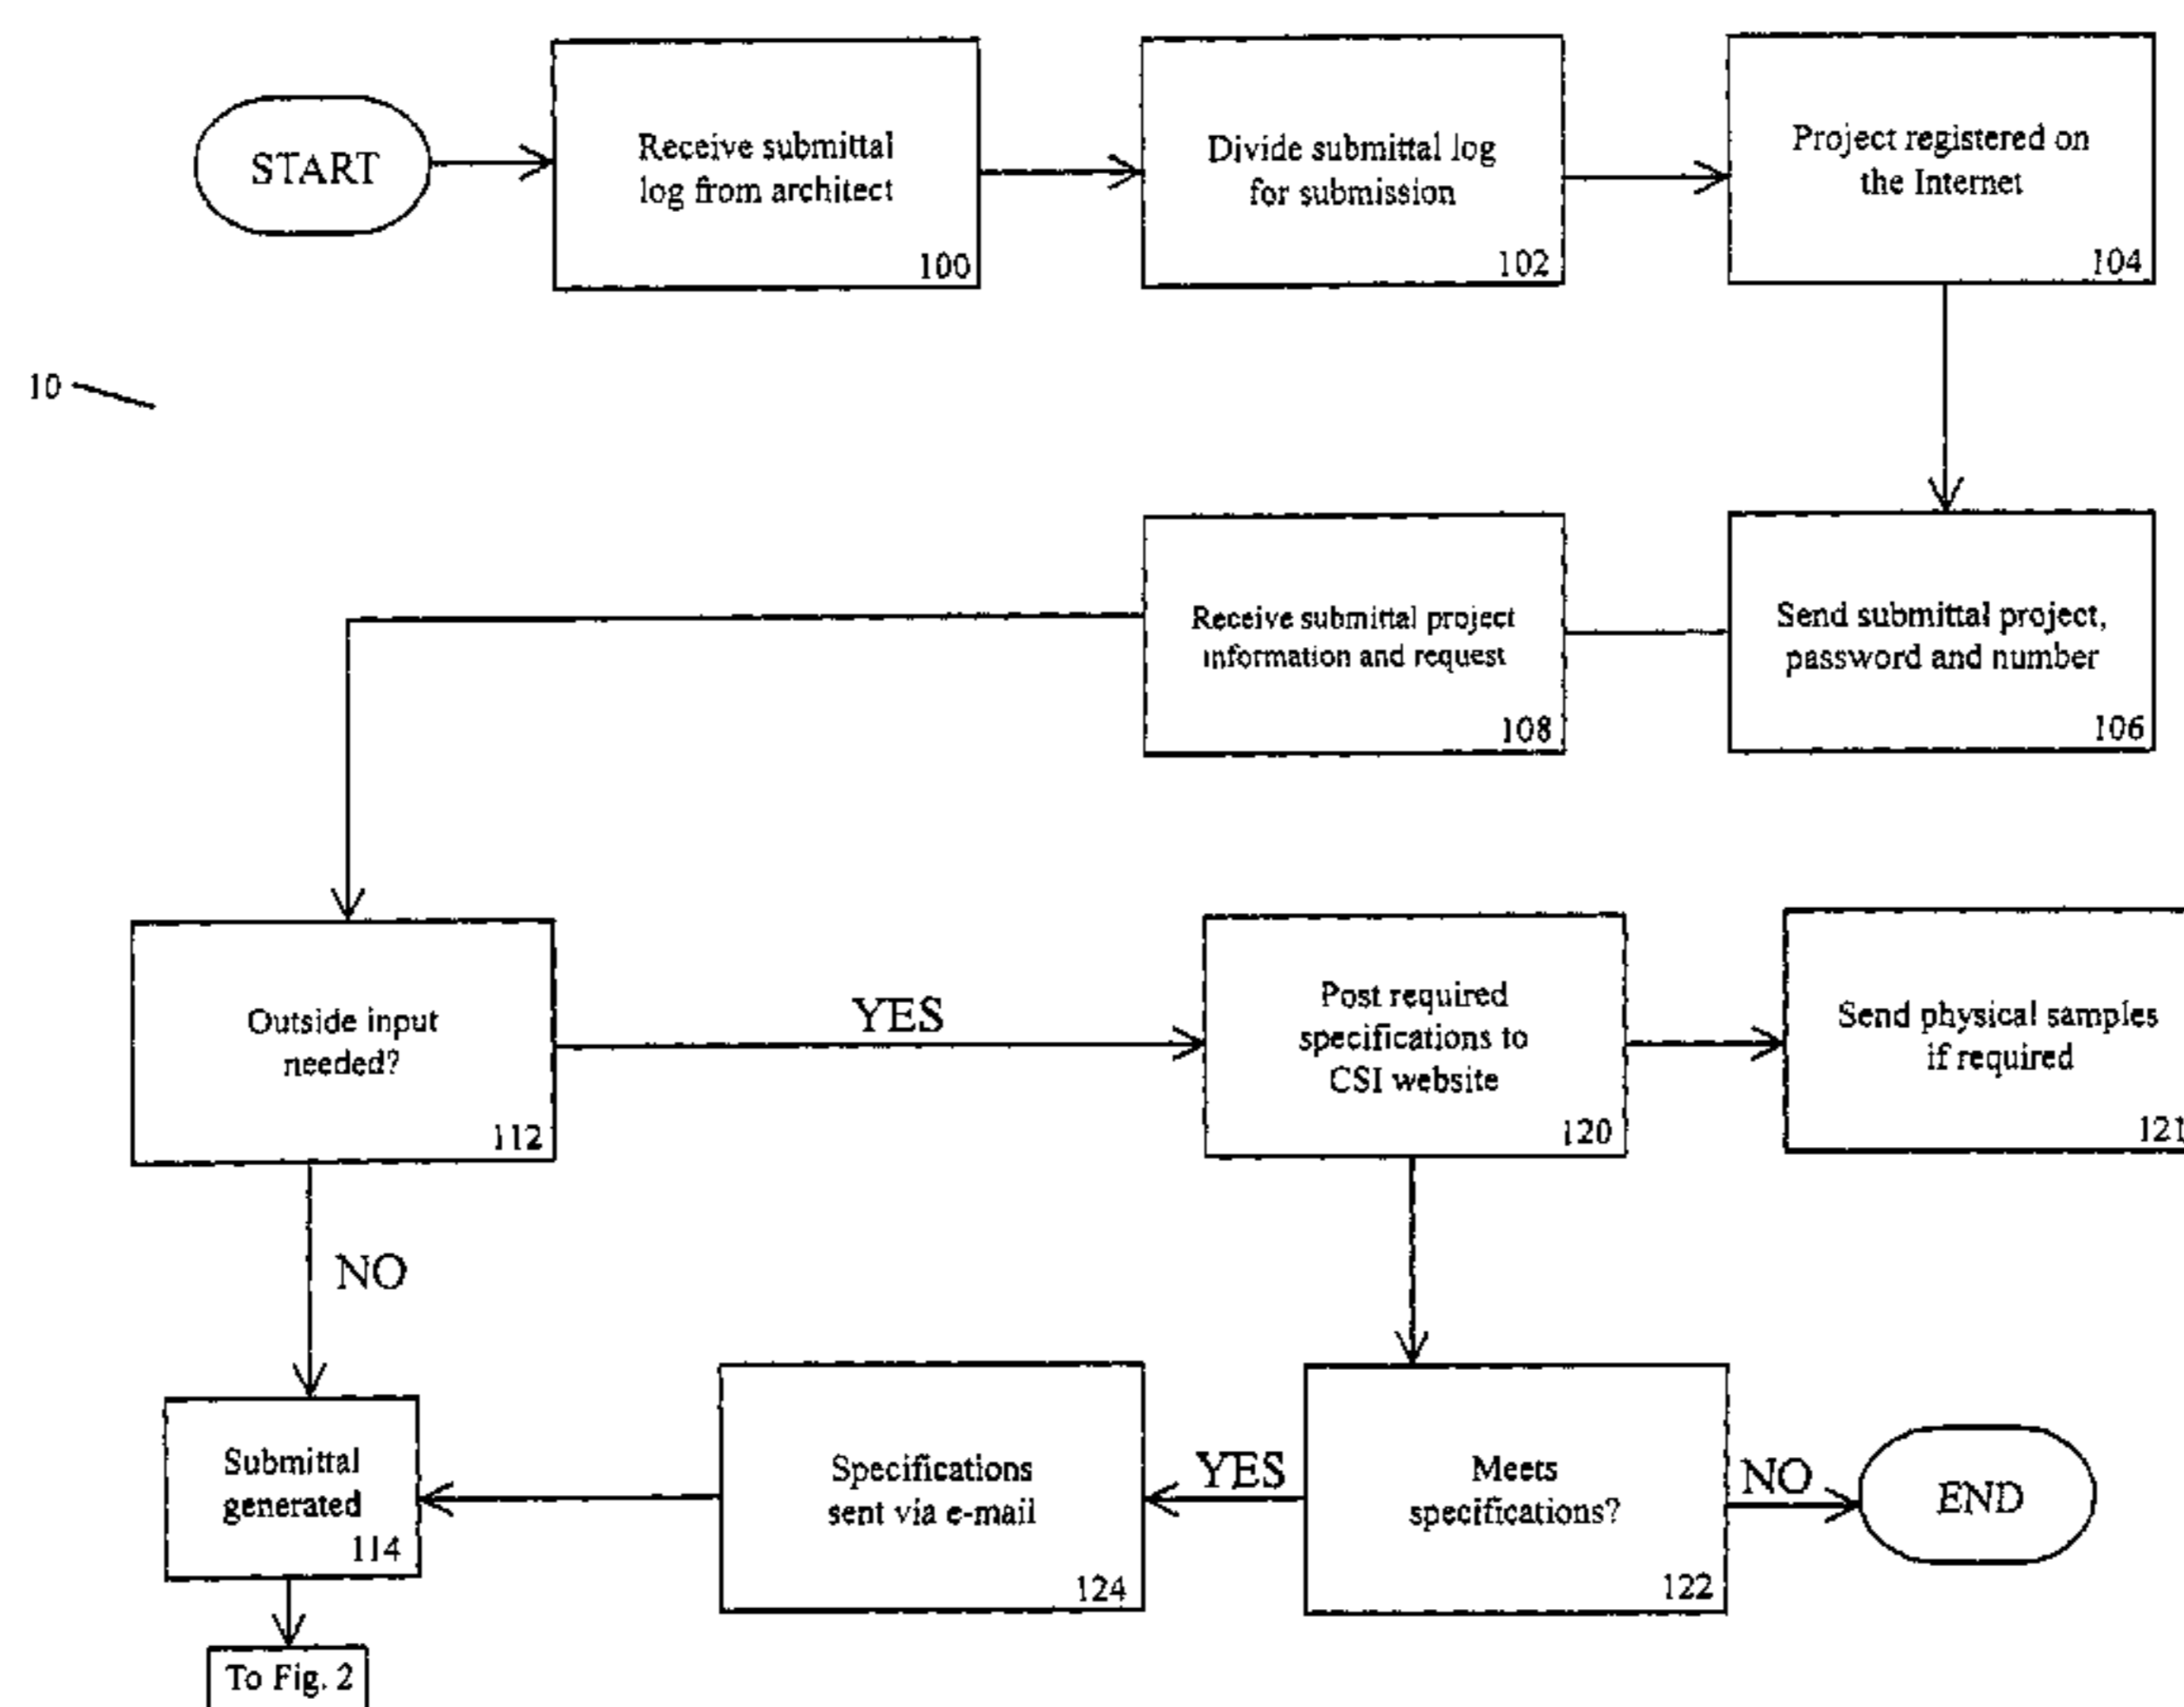 START
Receive submittal
log from architect
100
Divide submittal log
for submission
102
Project registered on
the Internet
104
10
Receive submittal project
information and request
108
Send submittal project,
password and number
106
Outside input
needed?
112
YES
Post required
specifications to
CSI website
120
Send physical samples
if required
121
NO
Submittal
generated
114
Specifications
sent via e-mail
124
YES
Meets
specifications?
122
NO
END
To Fig. 2